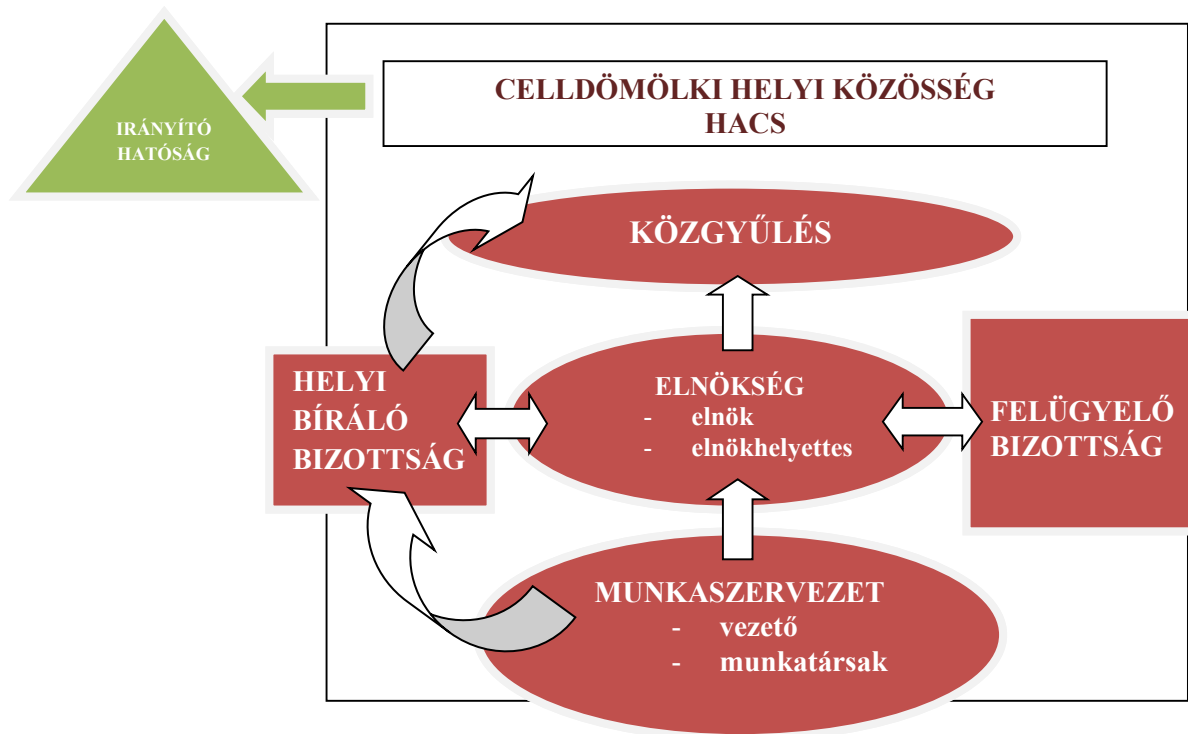 CELLDÖMÖLKI HELYI KÖZÖSSÉG
HACS
IRÁNYÍTÓ
HATÓSÁG
KÖZGYŰLÉS
HELYI
BÍRÁLÓ
BIZOTTSÁG
ELNÖKSÉG
- elnök
- elnökhelyettes
FELÜGYELŐ
BIZOTTSÁG
MUNKASZERVEZET
- vezető
- munkatársak